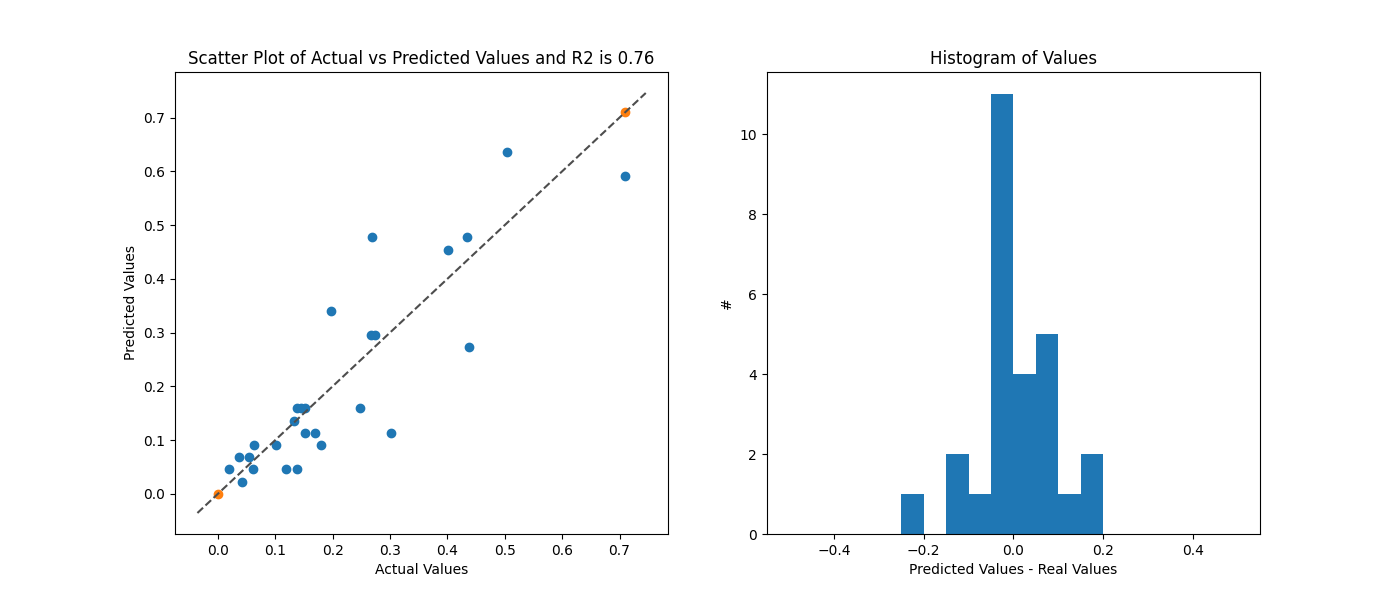 Scatter Plot of Actual vs Predicted Values and R2 is 0.76
Predicted Values
0.7
0.6
0.5
0.4
0.3
0.2
0.1
0.0
0.0 0.1 0.2 0.3 0.4 0.5 0.6 0.7
Actual Values
Histogram of Values
#
10
8
6
4
2
0
−0.4 −0.2 0.0 0.2 0.4
Predicted Values - Real Values